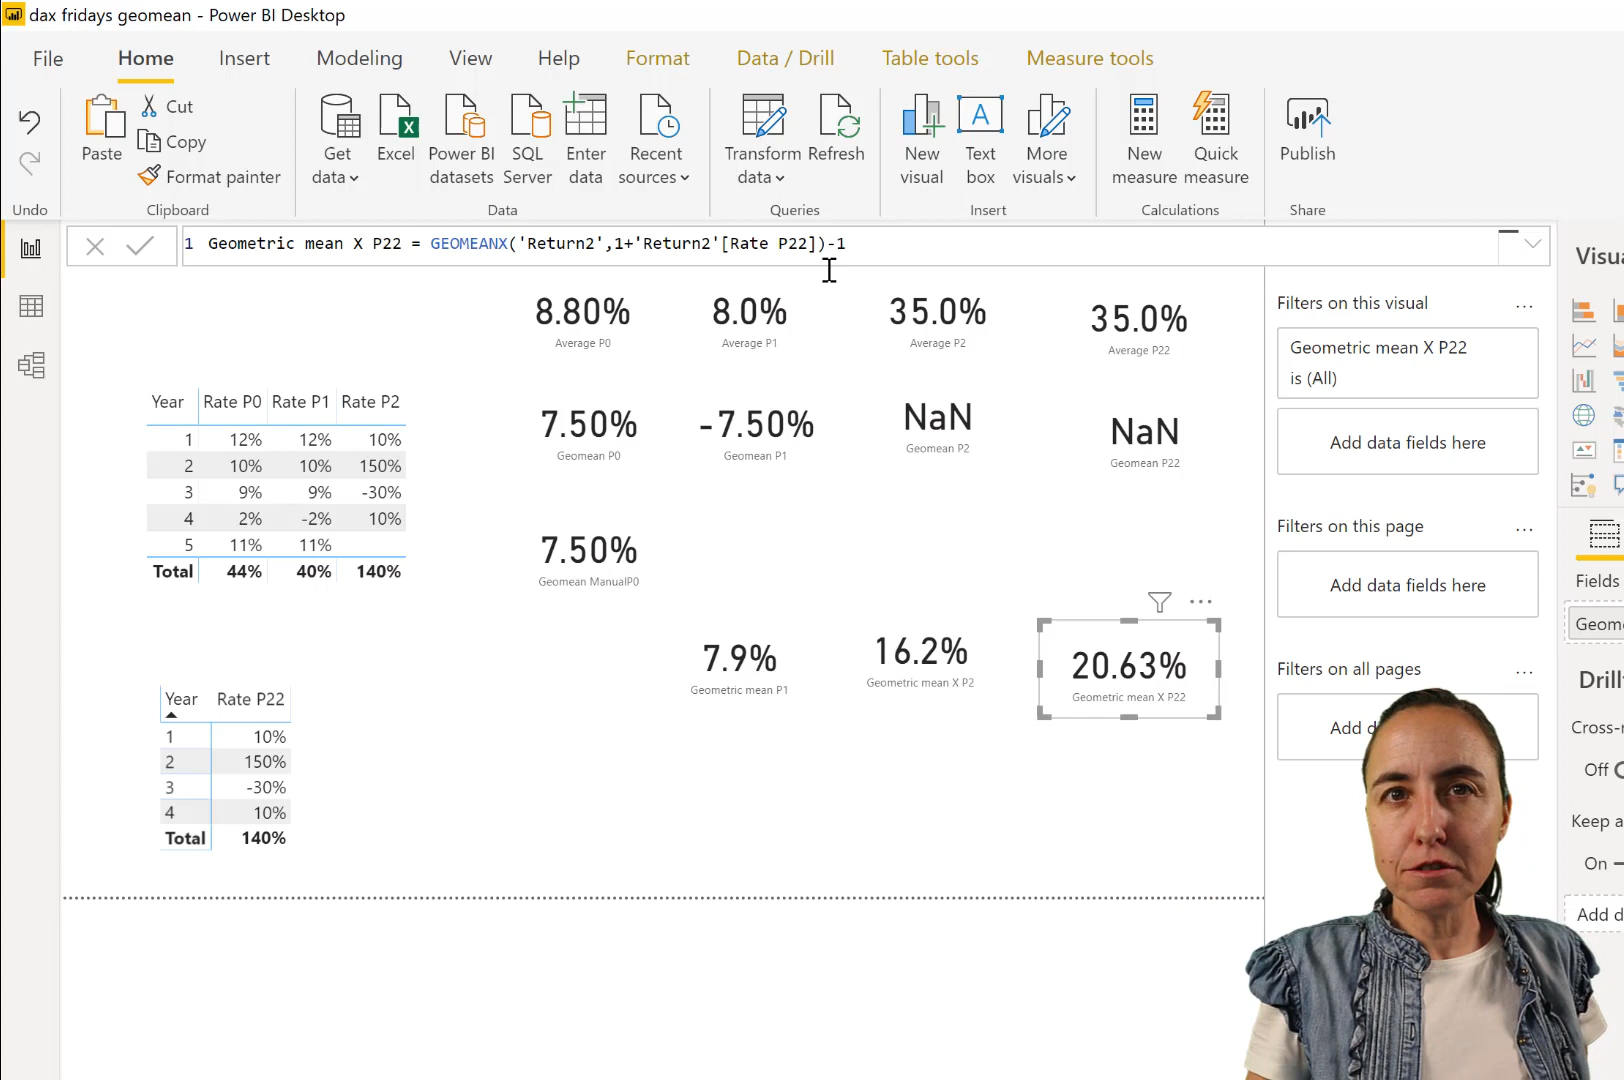 dax fridays geomean - Power BI Desktop
File Home Insert Modeling View Help Format Data / Drill Table tools Measure tools
Cut
Copy
Format painter
Paste
Get data
Excel
Power BI datasets
SQL Server
Enter data
Recent sources
Transform data
Refresh
New visual
Text box
More visuals
New measure
Quick measure
Publish
Undo Clipboard Data Queries Insert Calculations Share
1 Geometric mean X P22 = GEOMEANX('Return2',1+'Return2'[Rate P22])-1
8.80%
Average P0
8.0%
Average P1
35.0%
Average P2
35.0%
Average P22
7.50%
Geomean P0
-7.50%
Geomean P1
NaN
Geomean P2
NaN
Geomean P22
Year Rate P0 Rate P1 Rate P2
1 12% 12% 10%
2 10% 10% 150%
3 9% 9% -30%
4 2% -2% 10%
5 11% 11%
Total 44% 40% 140%
7.50%
Geomean ManualP0
7.9%
Geometric mean P1
16.2%
Geometric mean X P2
20.63%
Geometric mean X P22
Year Rate P22
1 10%
2 150%
3 -30%
4 10%
Total 140%
Filters on this visual ...
Geometric mean X P22
is (All)
Add data fields here
Filters on this page ...
Add data fields here
Filters on all pages ...
Add d
Visu
Fields
Geom
Drill
Cross-r
Off
Keep a
On
Add d